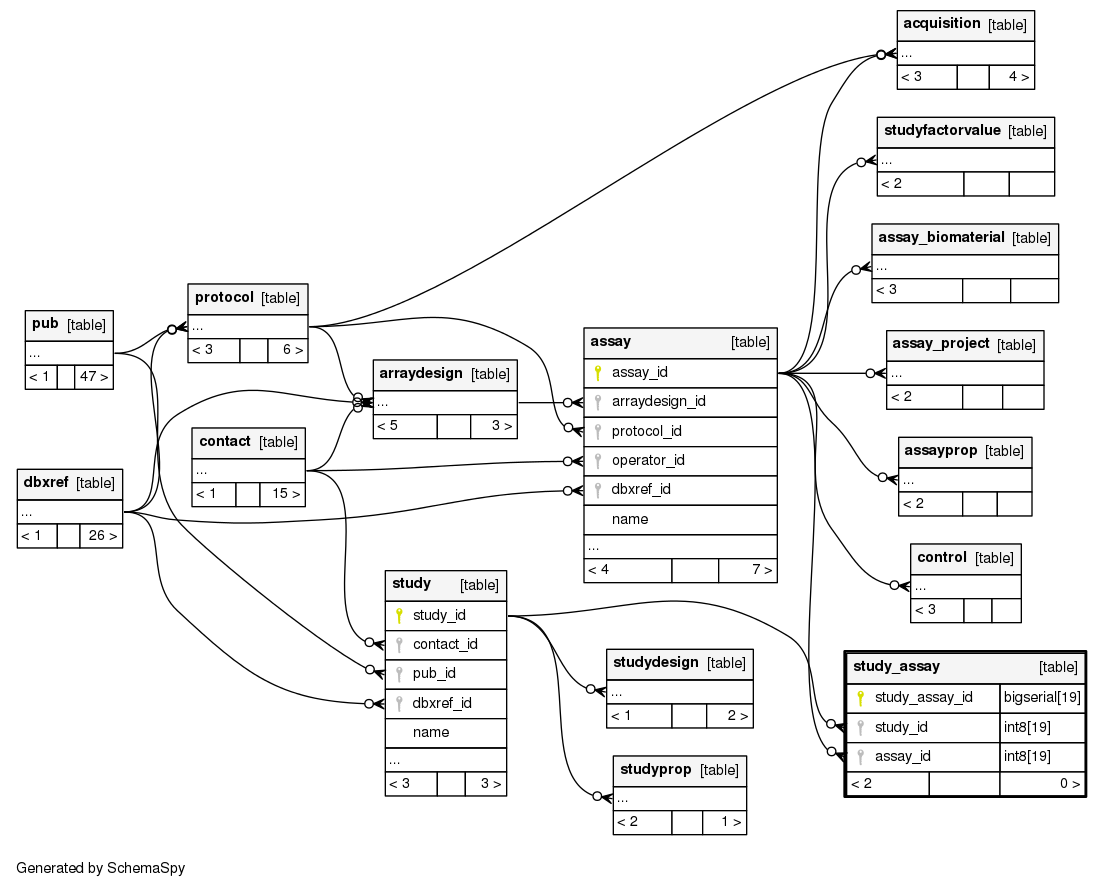 acquisition [table]
...
< 3 4 >
studyfactorvalue [table]
...
< 2
assay_biomaterial [table]
...
< 3
protocol [table]
...
< 3 6 >
pub [table]
...
< 1 47 >
assay [table]
assay_id
arraydesign_id
protocol_id
operator_id
dbxref_id
name
...
< 4 7 >
assay_project [table]
...
< 2
arraydesign [table]
...
< 5 3 >
contact [table]
...
< 1 15 >
assayprop [table]
...
< 2
dbxref [table]
...
< 1 26 >
control [table]
...
< 3
study [table]
study_id
contact_id
pub_id
dbxref_id
name
...
< 3 3 >
studydesign [table]
...
< 1 2 >
study_assay [table]
study_assay_id bigserial[19]
study_id int8[19]
assay_id int8[19]
< 2 0 >
studyprop [table]
...
< 2 1 >
Generated by SchemaSpy